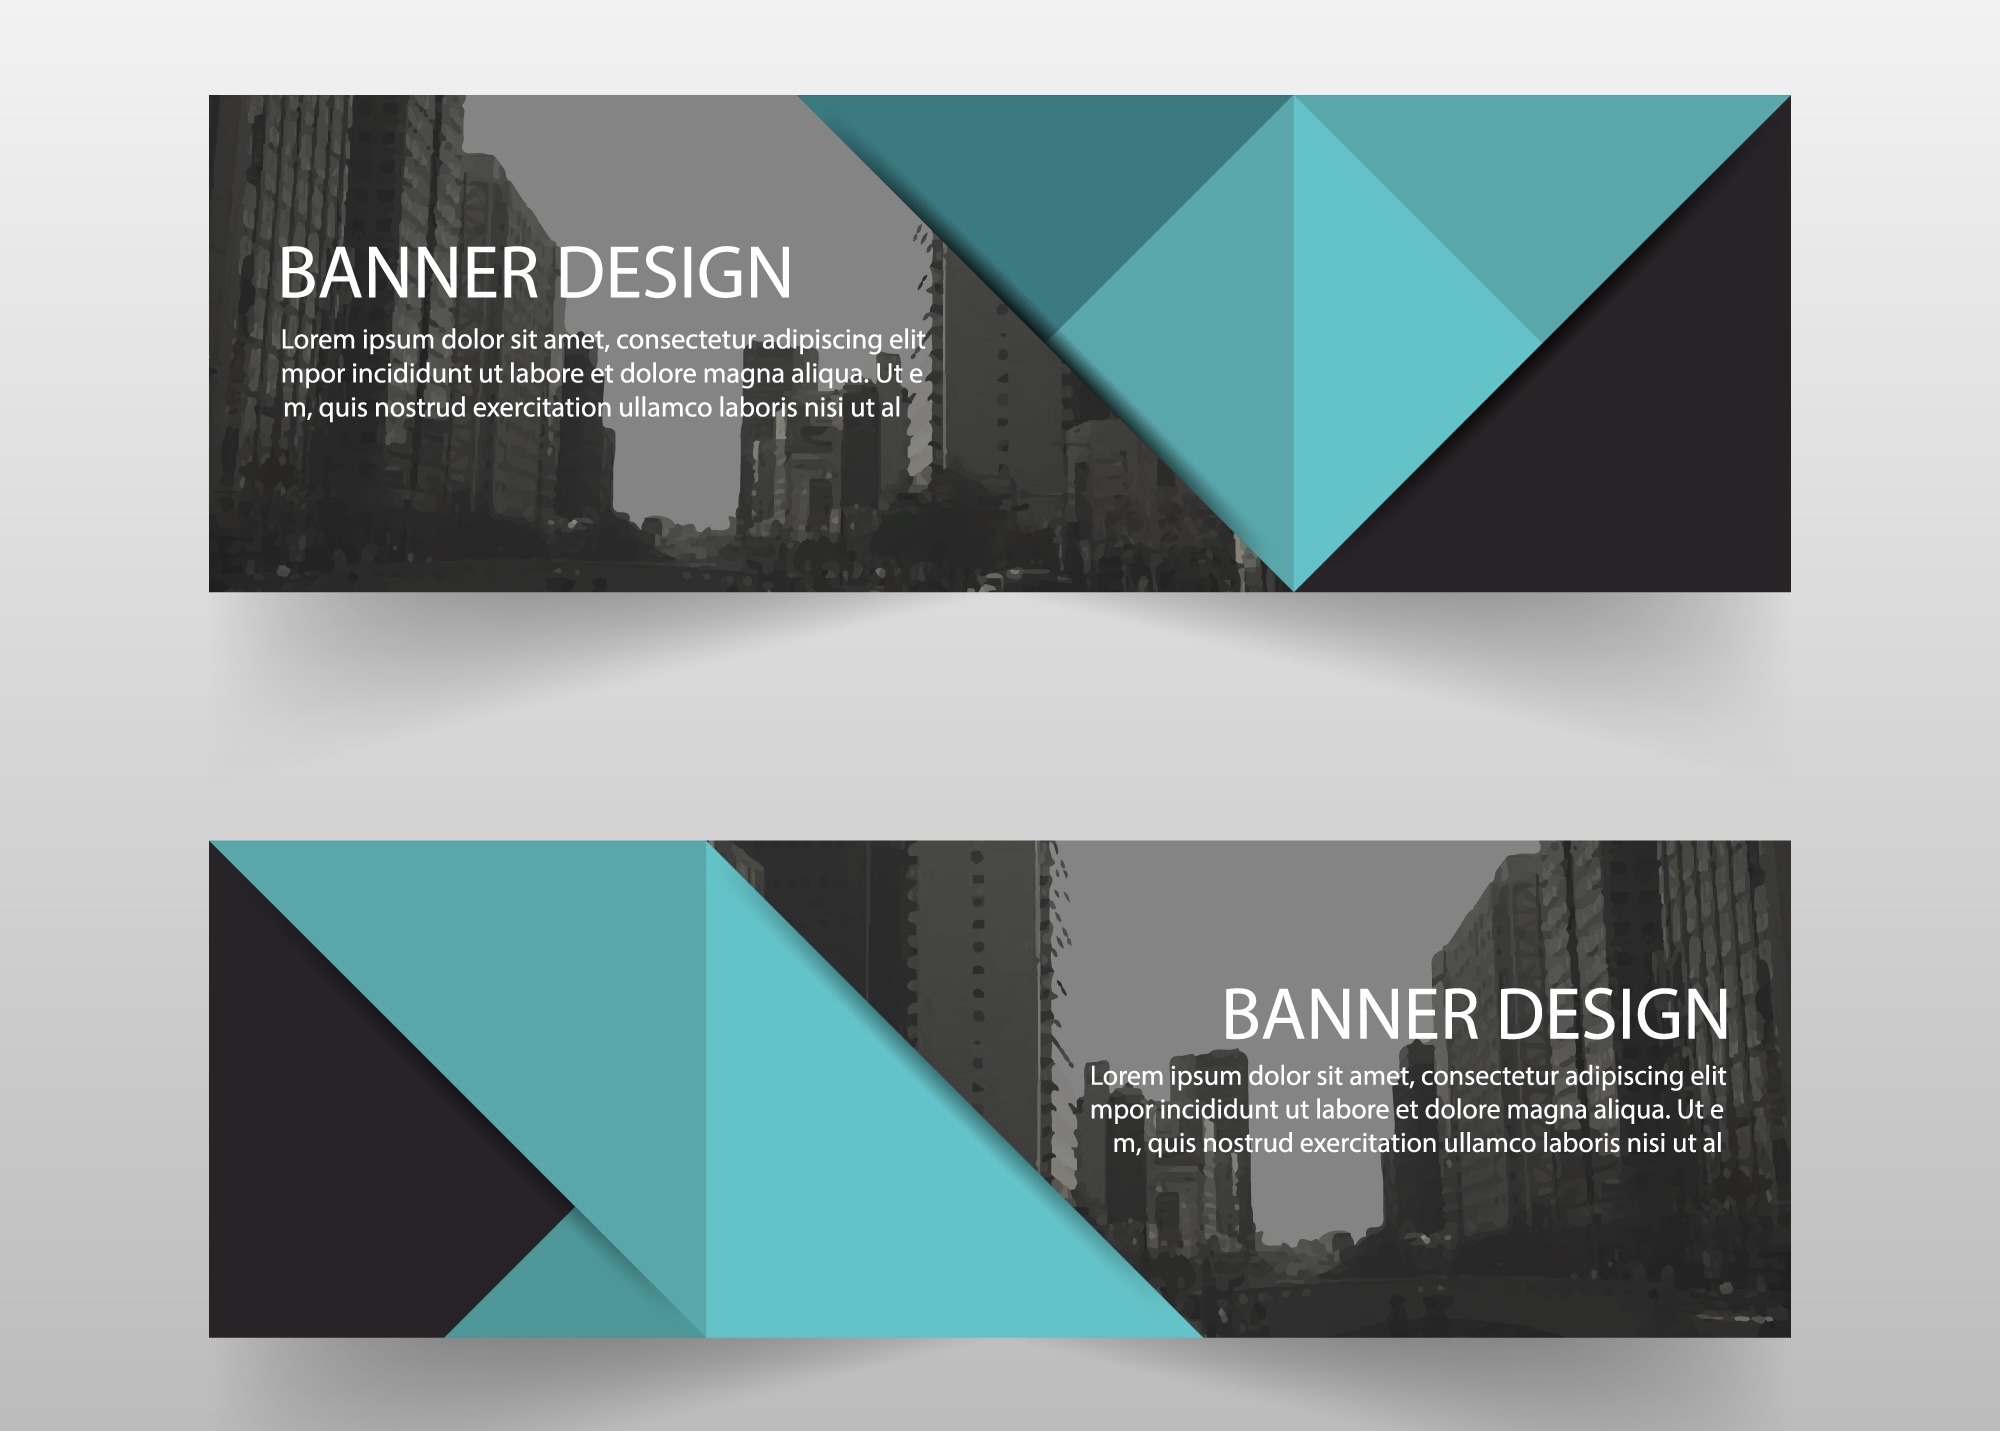 BANNER DESIGN
Lorem ipsum dolor sit amet, consectetur adipiscing elit
mpor incididunt ut labore et dolore magna aliqua. Ut e
m, quis nostrud exercitation ullamco laboris nisi ut al
BANNER DESIGN
Lorem ipsum dolor sit amet, consectetur adipiscing elit
mpor incididunt ut labore et dolore magna aliqua. Ut e
m, quis nostrud exercitation ullamco laboris nisi ut al